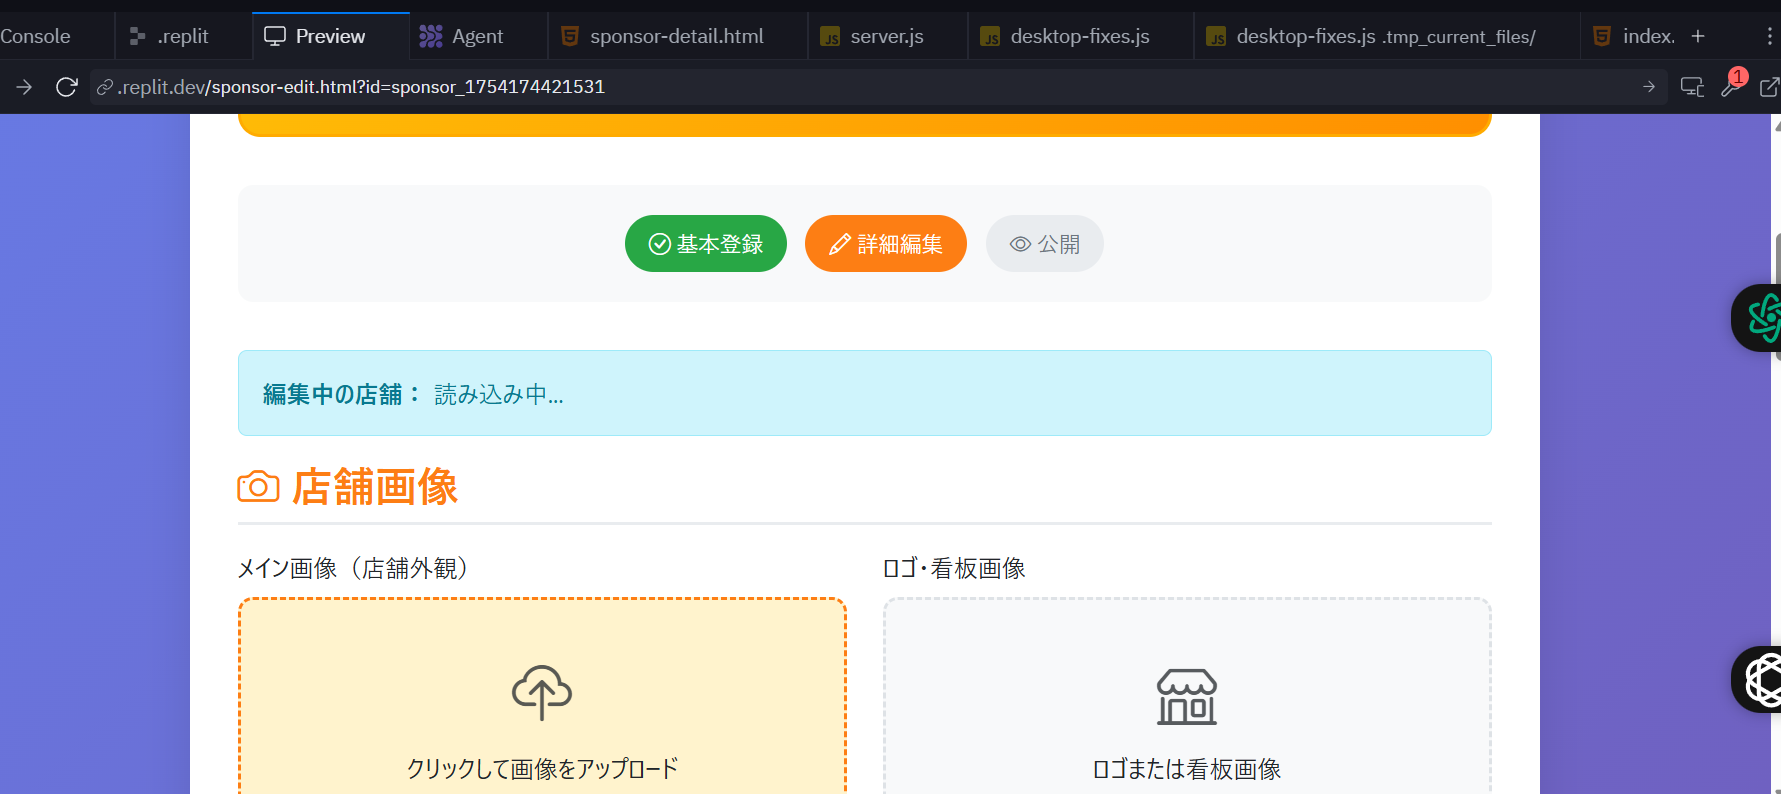 Console
.replit
Preview
Agent
sponsor-detail.html
server.js
desktop-fixes.js
desktop-fixes.js .tmp_current_files/
index.
.replit.dev/sponsor-edit.html?id=sponsor_1754174421531
1
基本登録
詳細編集
公開
編集中の店舗： 読み込み中...
店舗画像
メイン画像（店舗外観）
ロゴ・看板画像
クリックして画像をアップロード
ロゴまたは看板画像